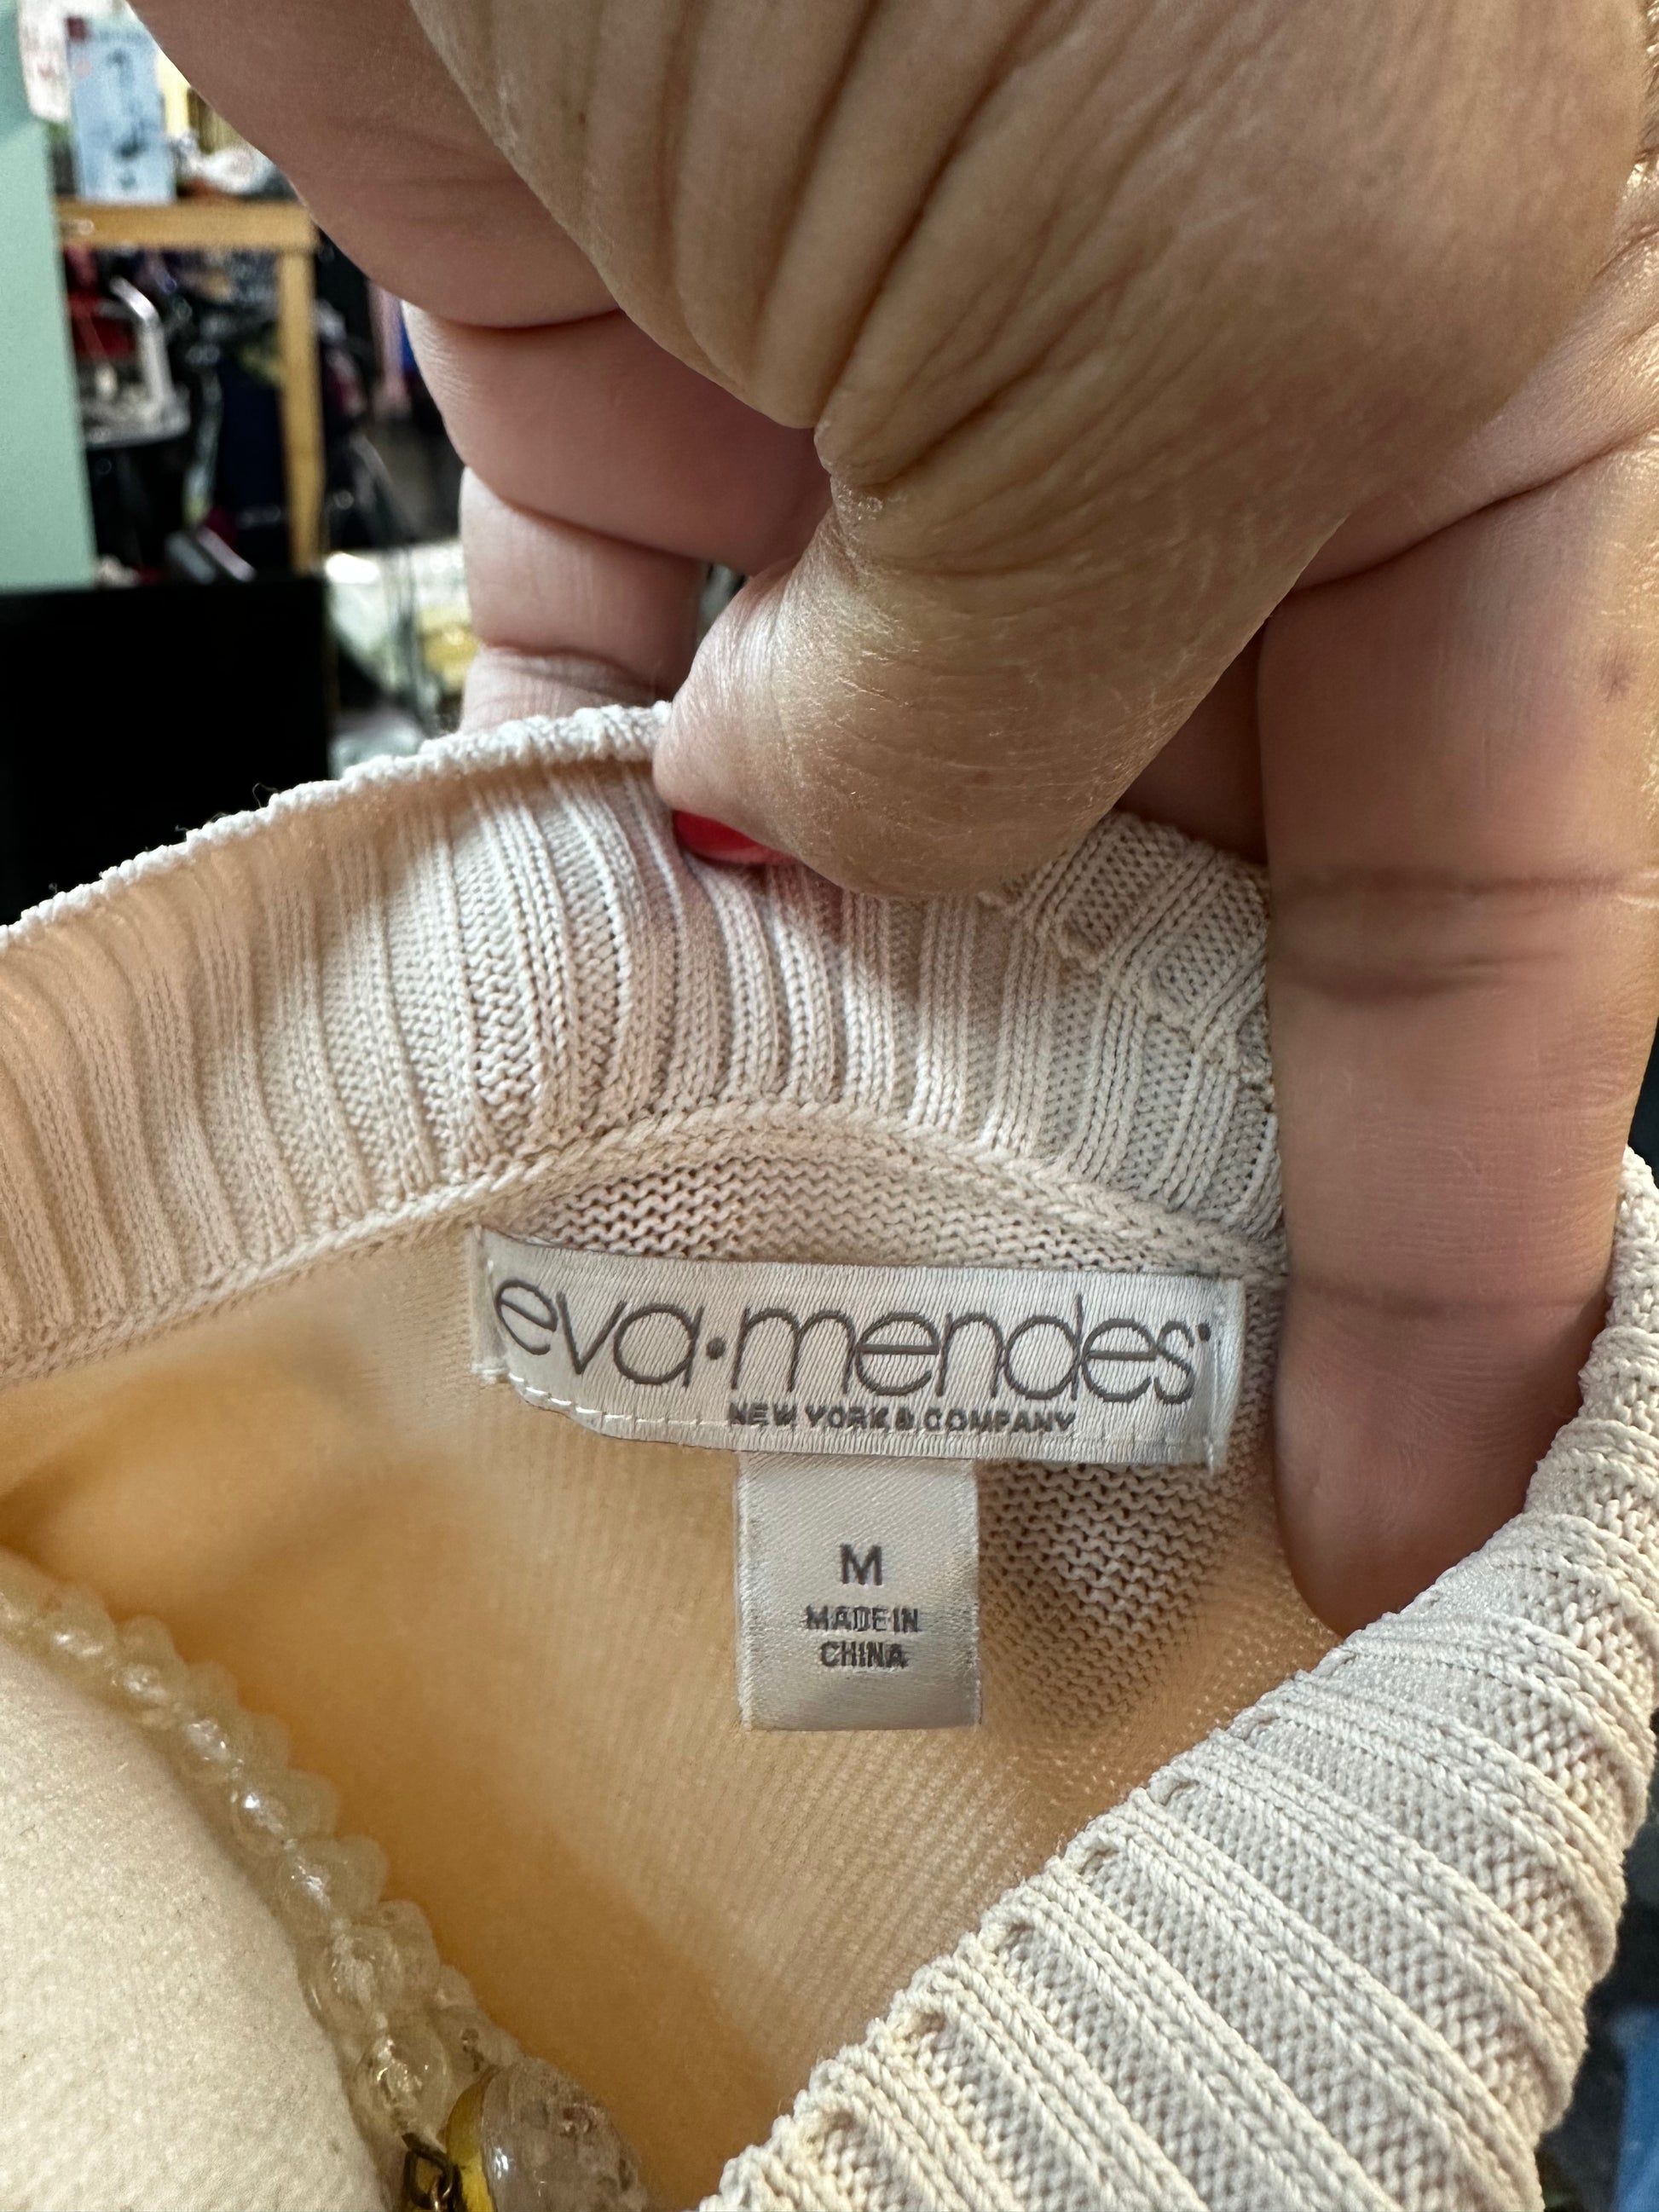 eva•mendes
NEW YORK & COMPANY
M
MADE IN
CHINA